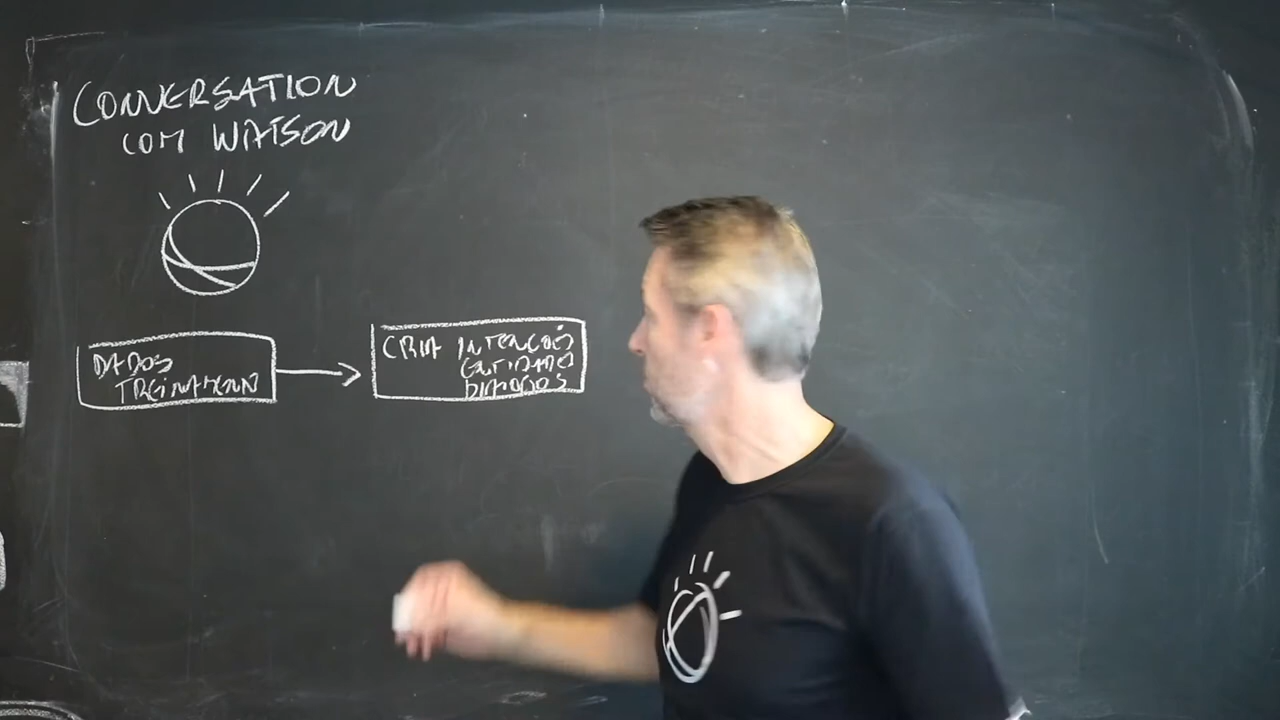 CONVERSATION
COM WATSON
DADOS
TREINAMENTO
CRIA INTENÇÕES
ENTIDADES
DIÁLOGOS